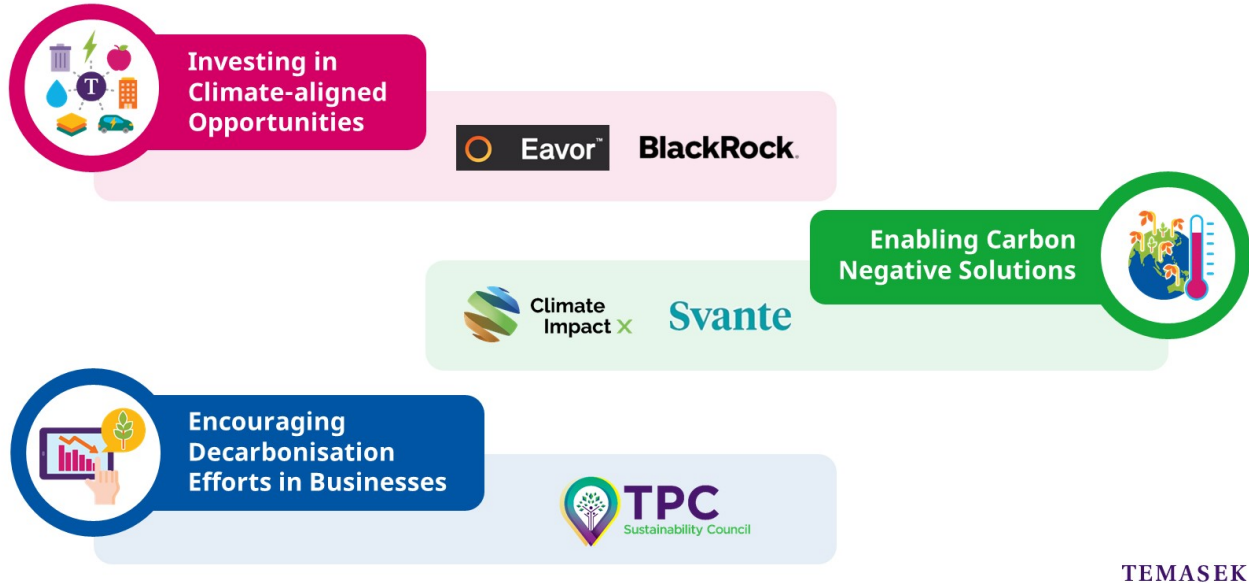 T
Investing in
Climate-aligned
Opportunities
Eavor™
BlackRock.
Enabling Carbon
Negative Solutions
Climate
Impact X
Svante
Encouraging
Decarbonisation
Efforts in Businesses
TPC
Sustainability Council
TEMASEK